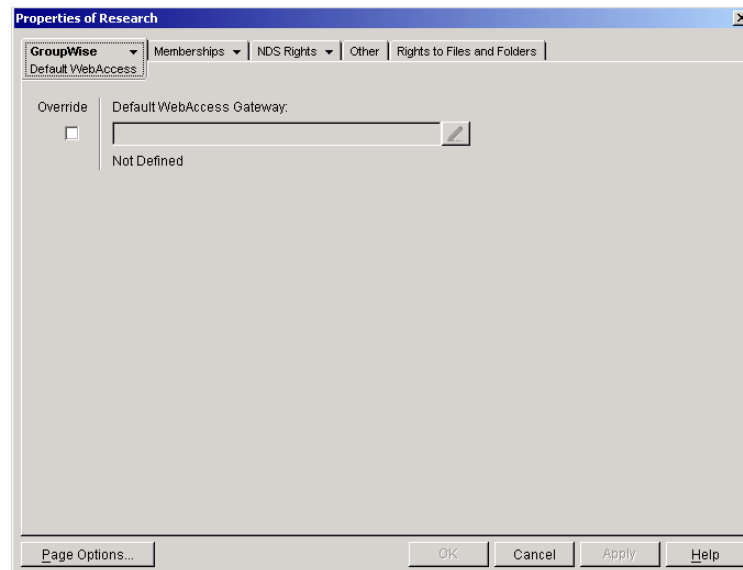 Properties of Research
GroupWise Memberships NDS Rights Other Rights to Files and Folders
Default WebAccess
Override Default WebAccess Gateway:
Not Defined
Page Options... OK Cancel Apply Help